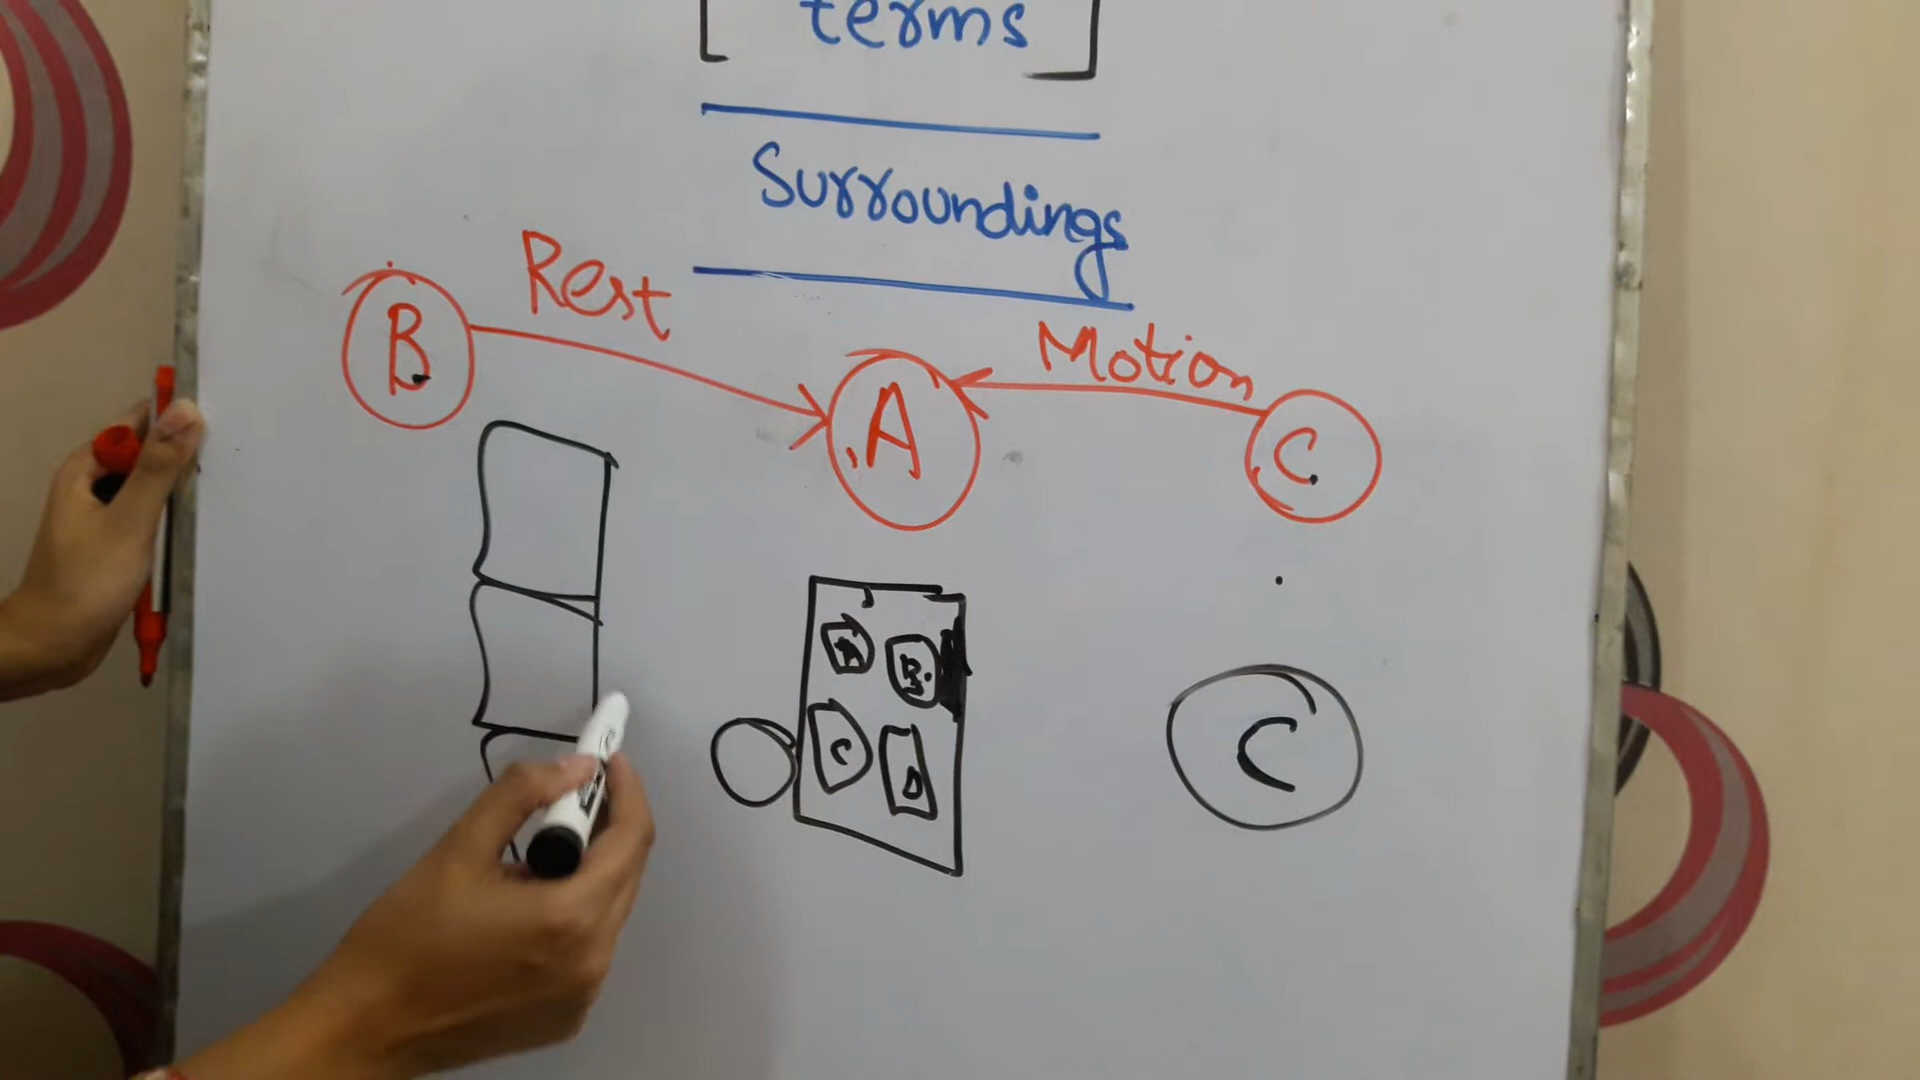 [ terms ]
Surroundings
Rest
Motion
B
A
C
A B
C D
C